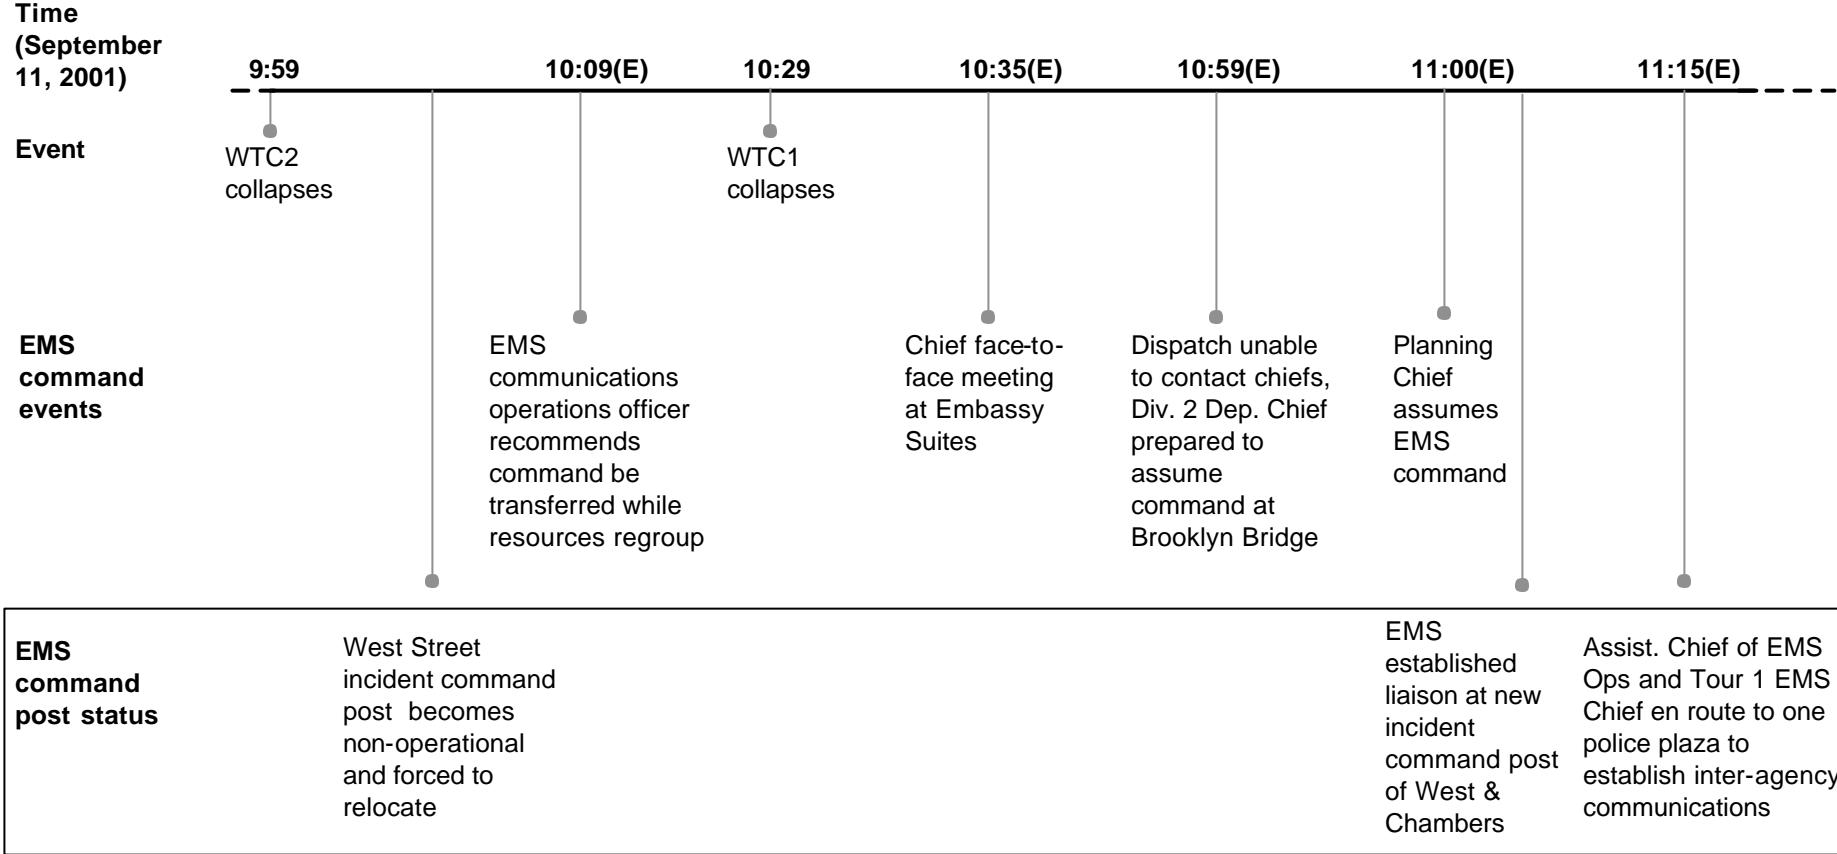 Time
(September
11, 2001)
9:59
10:09(E)
10:29
10:35(E)
10:59(E)
11:00(E)
11:15(E)
Event
WTC2
collapses
WTC1
collapses
EMS
command
events
EMS
communications
operations officer
recommends
command be
transferred while
resources regroup
Chief face-to-
face meeting
at Embassy
Suites
Dispatch unable
to contact chiefs,
Div. 2 Dep. Chief
prepared to
assume
command at
Brooklyn Bridge
Planning
Chief
assumes
EMS
command
EMS
command
post status
West Street
incident command
post becomes
non-operational
and forced to
relocate
EMS
established
liaison at new
incident
command post
of West &
Chambers
Assist. Chief of EMS
Ops and Tour 1 EMS
Chief en route to one
police plaza to
establish inter-agency
communications